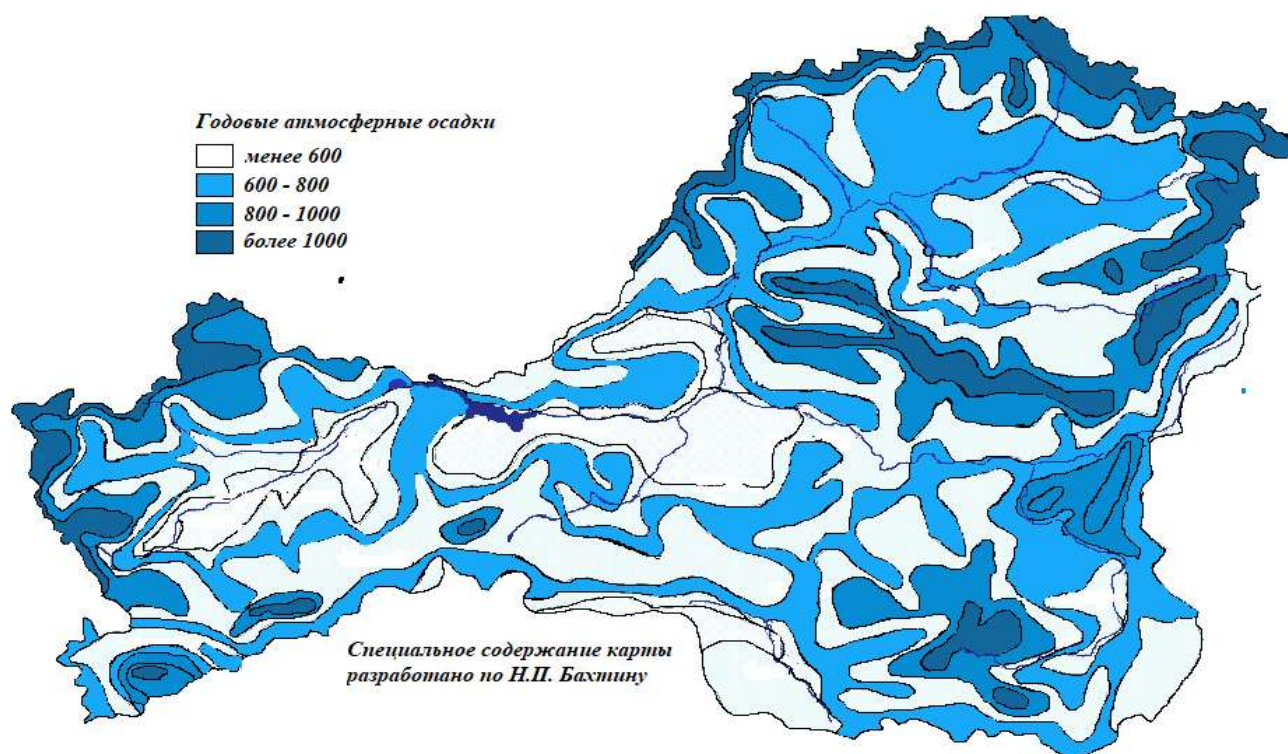 Годовые атмосферные осадки
менее 600
600 - 800
800 - 1000
более 1000
Специальное содержание карты
разработано по Н.П. Бахтину